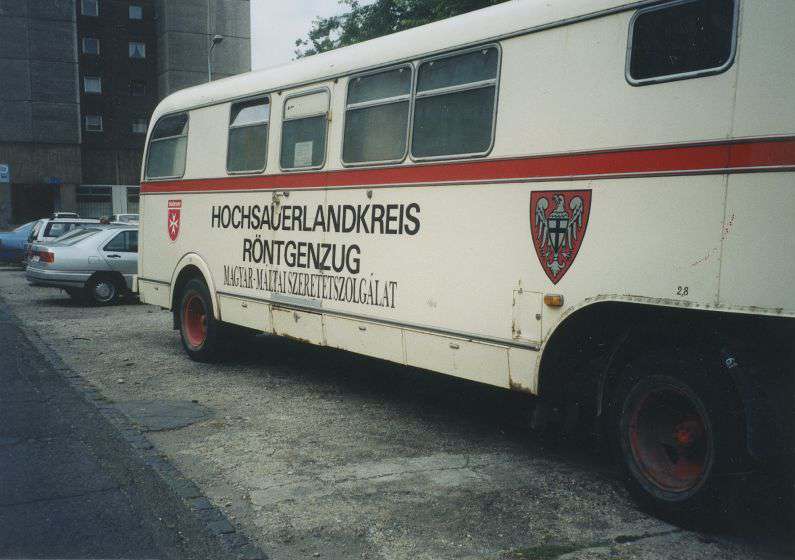 HOCHSAUERLANDKREIS
RÖNTGENZUG
MAGYAR-MÁLTAI SZERETETSZOLGÁLAT
2,8